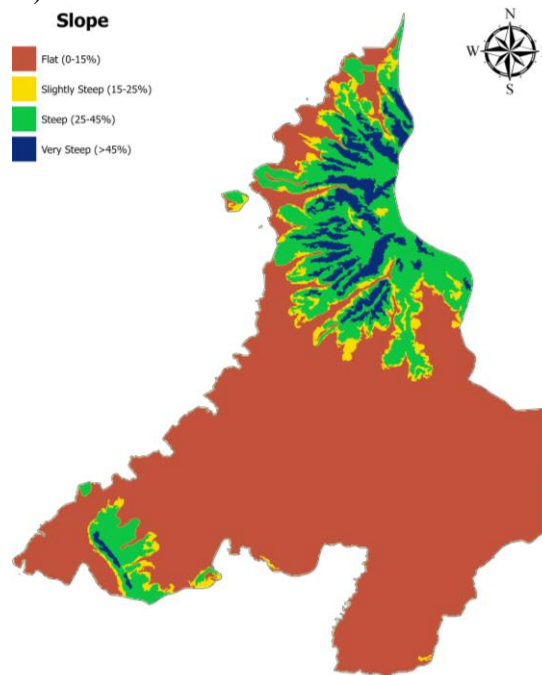 Slope
Flat (0-15%)
Slightly Steep (15-25%)
Steep (25-45%)
Very Steep (>45%)
N
W
E
S